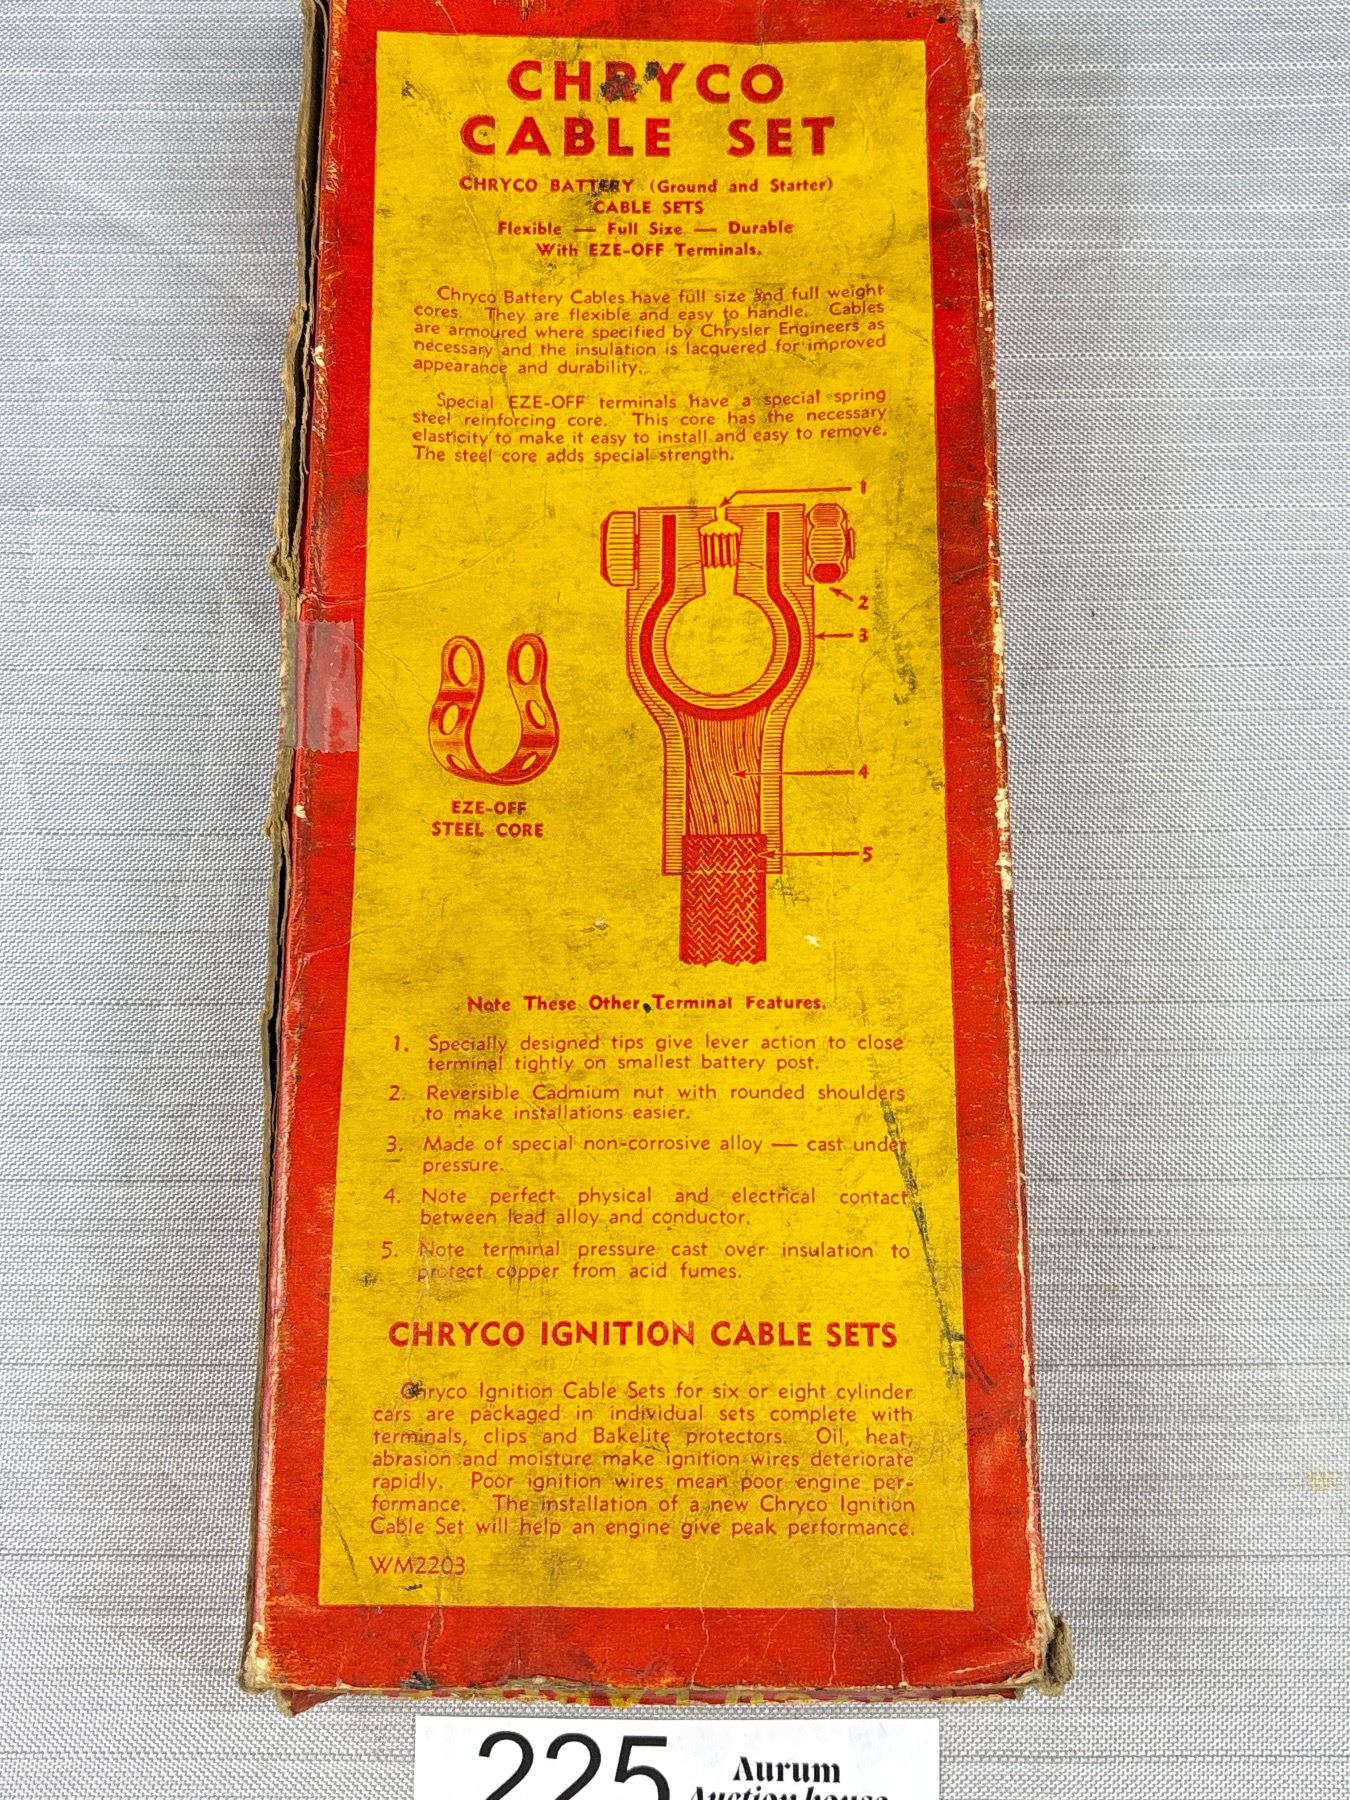 CHRYCO
CABLE SET
CHRYCO BATTERY (Ground and Starter)
CABLE SETS
Flexible — Full Size — Durable
With EZE-OFF Terminals.
Chryco Battery Cables have full size and full weight
cores. They are flexible and easy to handle. Cables
are armoured where specified by Chrysler Engineers as
necessary and the insulation is lacquered for improved
appearance and durability.
Special EZE-OFF terminals have a special spring
steel reinforcing core. This core has the necessary
elasticity to make it easy to install and easy to remove.
The steel core adds special strength.
1
2
3
4
5
EZE-OFF
STEEL CORE
Note These Other Terminal Features.
1. Specially designed tips give lever action to close
terminal tightly on smallest battery post.
2. Reversible Cadmium nut with rounded shoulders
to make installations easier.
3. Made of special non-corrosive alloy — cast under
pressure.
4. Note perfect physical and electrical contact
between lead alloy and conductor.
5. Note terminal pressure cast over insulation to
protect copper from acid fumes.
CHRYCO IGNITION CABLE SETS
Chryco Ignition Cable Sets for six or eight cylinder
cars are packaged in individual sets complete with
terminals, clips and Bakelite protectors. Oil, heat,
abrasion and moisture make ignition wires deteriorate
rapidly. Poor ignition wires mean poor engine per-
formance. The installation of a new Chryco Ignition
Cable Set will help an engine give peak performance.
WM2203
225
Aurum
Auction house